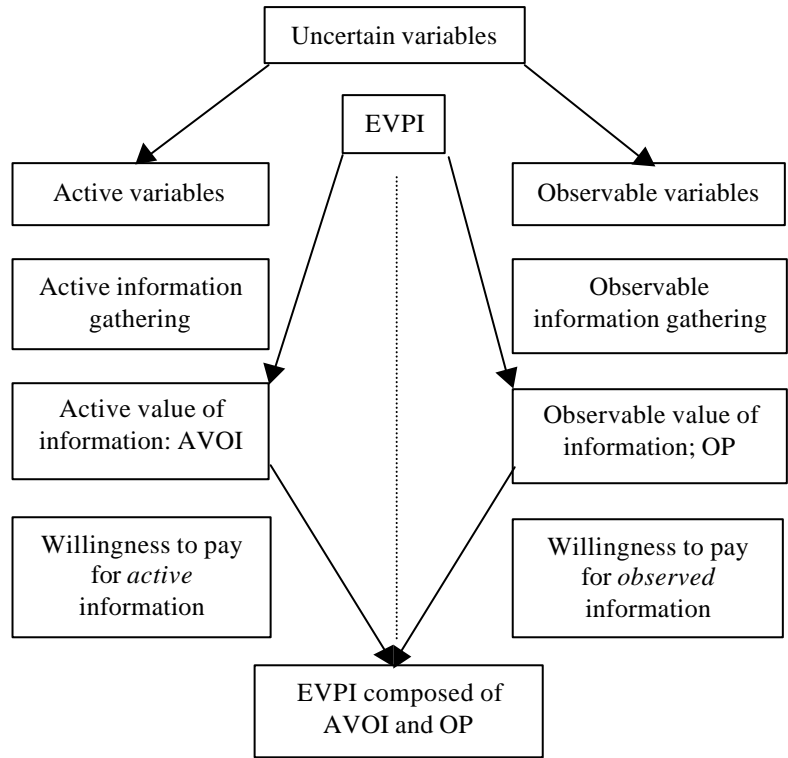 Uncertain variables
EVPI
Active variables
Observable variables
Active information
gathering
Observable
information gathering
Active value of
information: AVOI
Observable value of
information; OP
Willingness to pay
for active
information
Willingness to pay
for observed
information
EVPI composed of
AVOI and OP